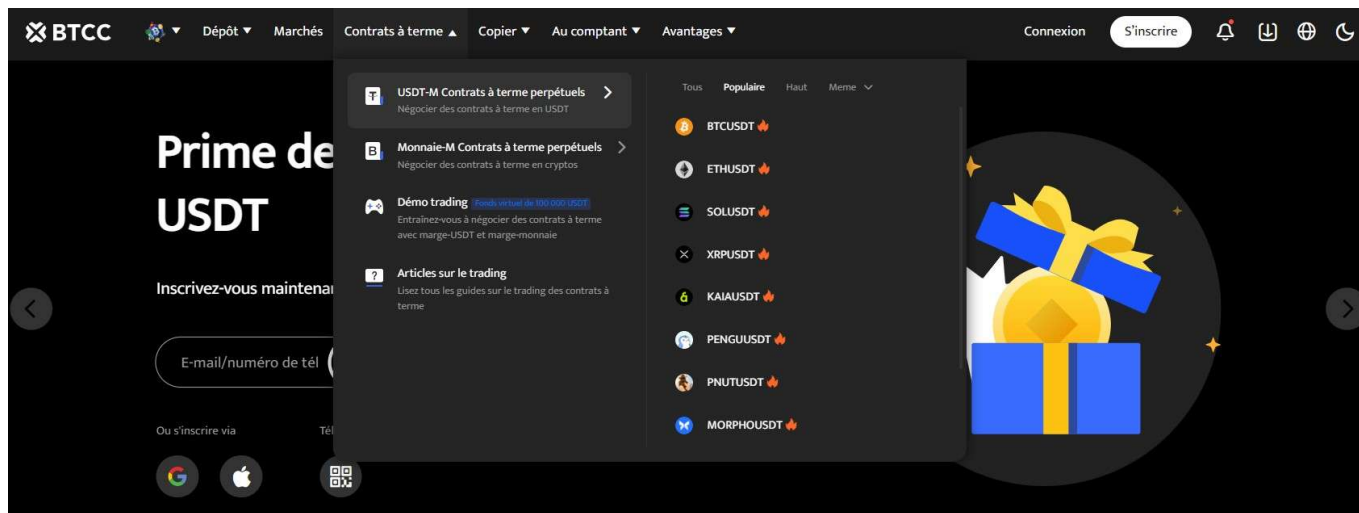 BTCC
Dépôt
Marchés
Contrats à terme
Copier
Au comptant
Avantages
Connexion
S'inscrire
Prime de
USDT
Inscrivez-vous maintenan
E-mail/numéro de tél
Ou s'inscrire via
Tél
USDT-M Contrats à terme perpétuels
Négocier des contrats à terme en USDT
Monnaie-M Contrats à terme perpétuels
Négocier des contrats à terme en cryptos
Démo trading Fonds virtuel de 100 000 USDT
Entraînez-vous à négocier des contrats à terme
avec marge-USDT et marge-monnaie
Articles sur le trading
Lisez tous les guides sur le trading des contrats à
terme
Tous
Populaire
Haut
Meme
BTCUSDT
ETHUSDT
SOLUSDT
XRPUSDT
KAIAUSDT
PENGUUSDT
PNUTUSDT
MORPHOUSDT